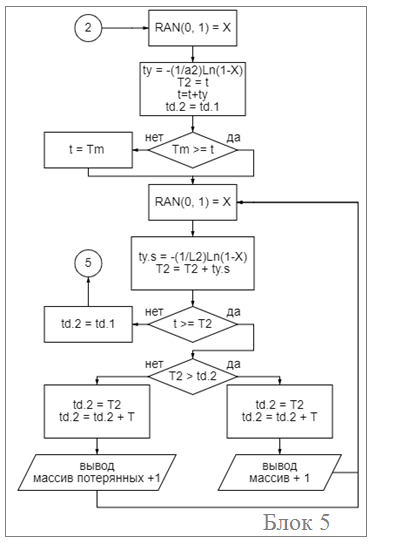 2
RAN(0, 1) = X
ty = -(1/a2)Ln(1-X)
T2 = t
t=t+ty
td.2 = td.1
нет
да
t = Tm
Tm >= t
RAN(0, 1) = X
ty.s = -(1/L2)Ln(1-X)
T2 = T2 + ty.s
5
нет
да
td.2 = td.1
t >= T2
нет
да
T2 > td.2
td.2 = T2
td.2 = td.2 + T
td.2 = T2
td.2 = td.2 + T
вывод
массив потерянных +1
вывод
массив + 1
Блок 5